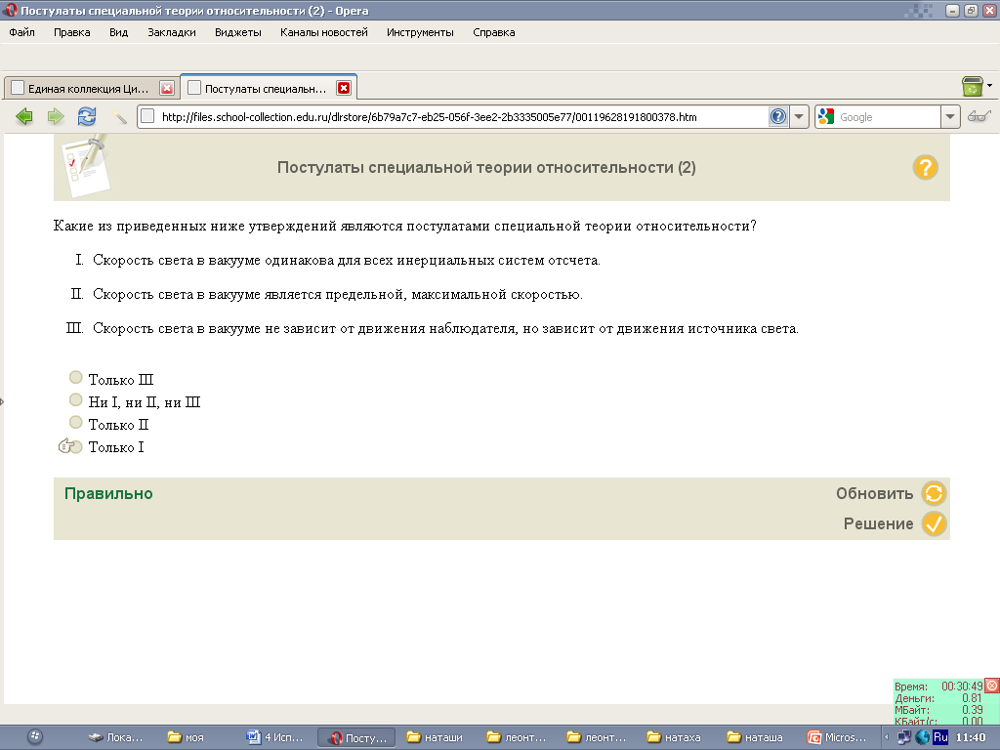 Постулаты специальной теории относительности (2) - Opera
Файл Правка Вид Закладки Виджеты Каналы новостей Инструменты Справка
Единая коллекция Ци... Постулаты специальн...
http://files.school-collection.edu.ru/dlrstore/6b79a7c7-eb25-056f-3ee2-2b3335005e77/00119628191800378.htm Google
Постулаты специальной теории относительности (2)
Какие из приведенных ниже утверждений являются постулатами специальной теории относительности?
I. Скорость света в вакууме одинакова для всех инерциальных систем отсчета.
II. Скорость света в вакууме является предельной, максимальной скоростью.
III. Скорость света в вакууме не зависит от движения наблюдателя, но зависит от движения источника света.
Только III
Ни I, ни II, ни III
Только II
Только I
Правильно
Обновить
Решение
Время: 00:30:49
Деньги: 0.81
МБайт: 0.39
КБайт/с: 0.00
Лока... моя 4 Исп... Посту... наташи леонт... леонт... натаха наташа Micros... Ru 11:40